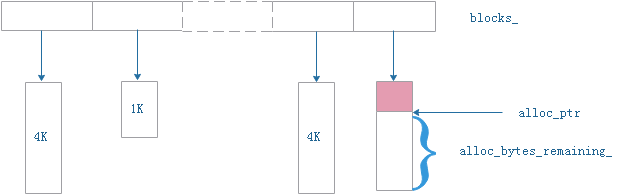 blocks_
1K
alloc_ptr
4K
4K
alloc_bytes_remaining_